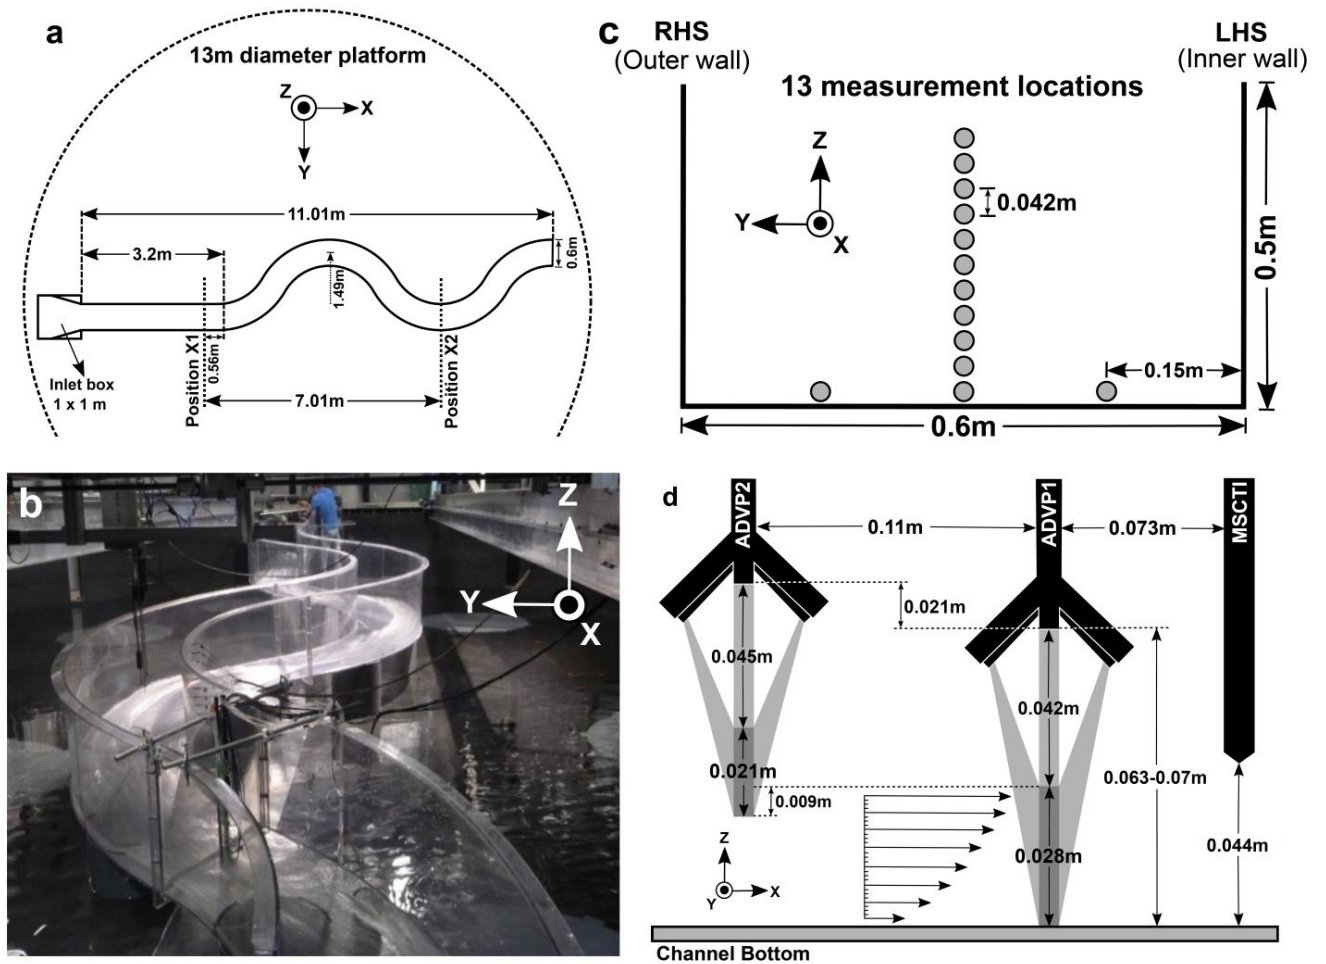 a
13m diameter platform
Z
X
Y
11.01m
3.2m
0.6m
1.49m
Position X1
0.56m
Position X2
Inlet box
1 x 1 m
7.01m
c
RHS
(Outer wall)
LHS
(Inner wall)
13 measurement locations
Z
Y
X
0.042m
0.5m
0.15m
0.6m
b
Z
Y
X
d
ADVP2
ADVP1
MSCTI
0.11m
0.073m
0.021m
0.045m
0.042m
0.021m
0.063-0.07m
0.009m
0.028m
0.044m
Z
Y
X
Channel Bottom